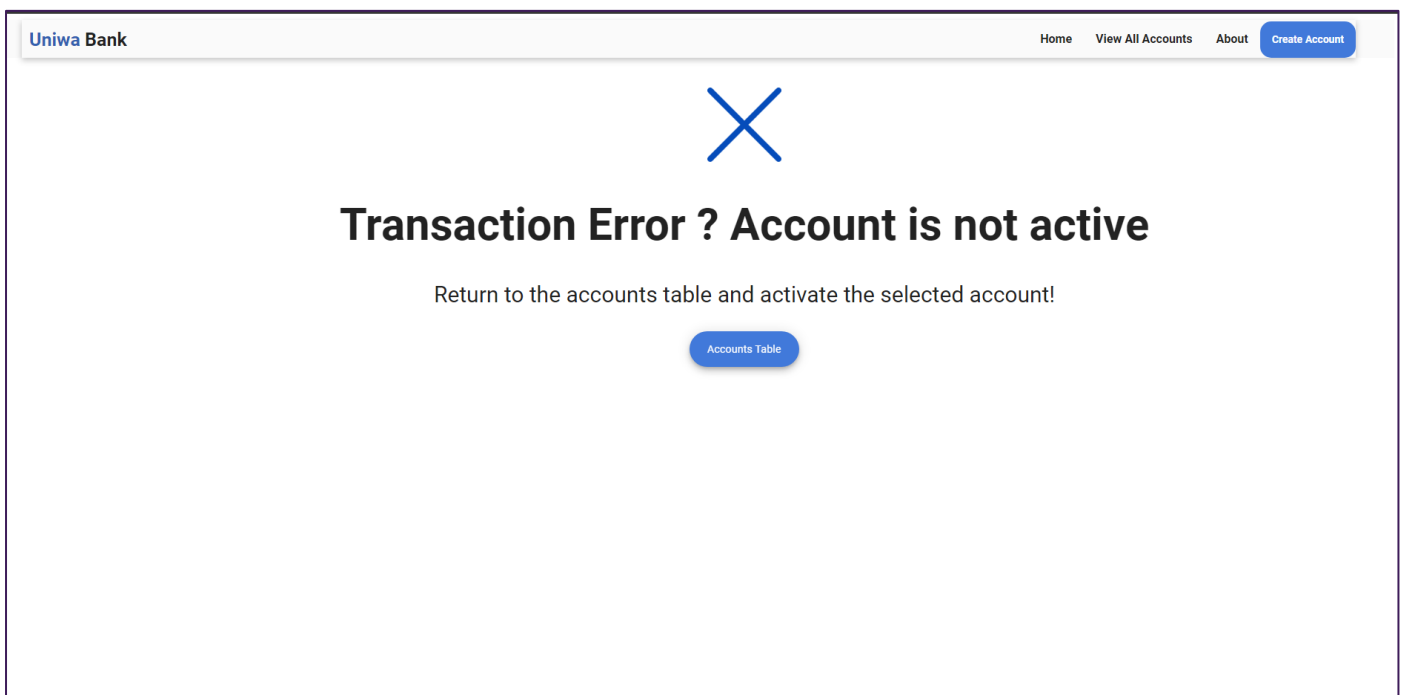 Uniwa Bank
Home View All Accounts About Create Account
Transaction Error ? Account is not active
Return to the accounts table and activate the selected account!
Accounts Table